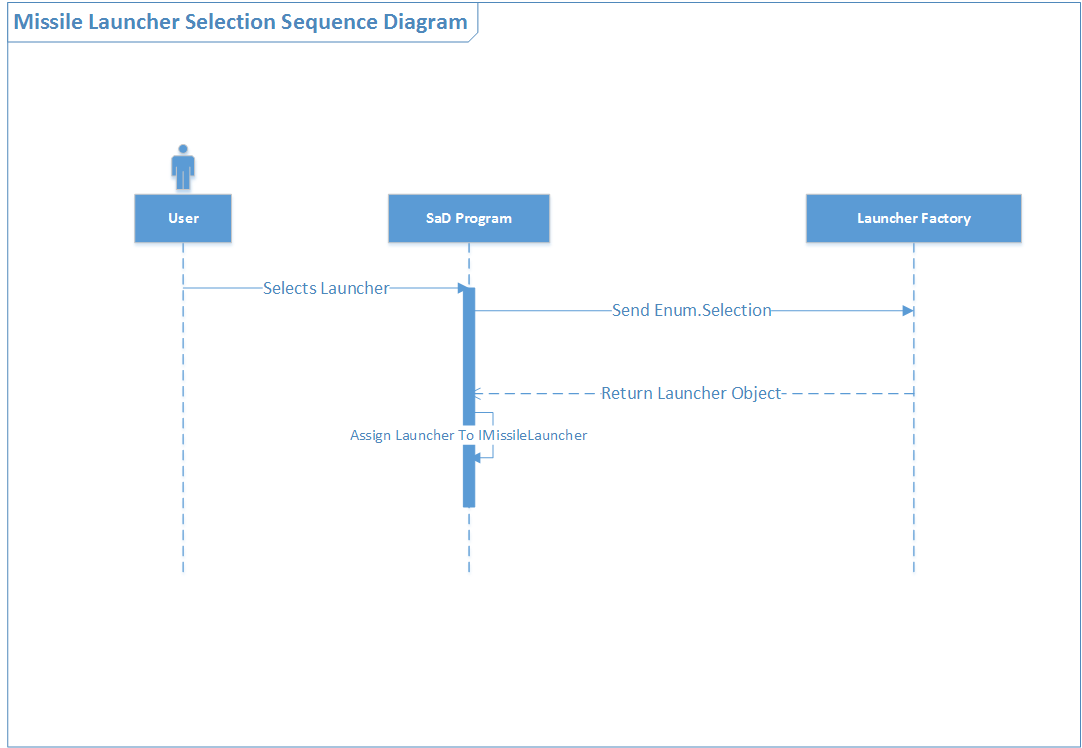 Missile Launcher Selection Sequence Diagram
User
SaD Program
Launcher Factory
Selects Launcher
Send Enum.Selection
Return Launcher Object
Assign Launcher To IMissileLauncher